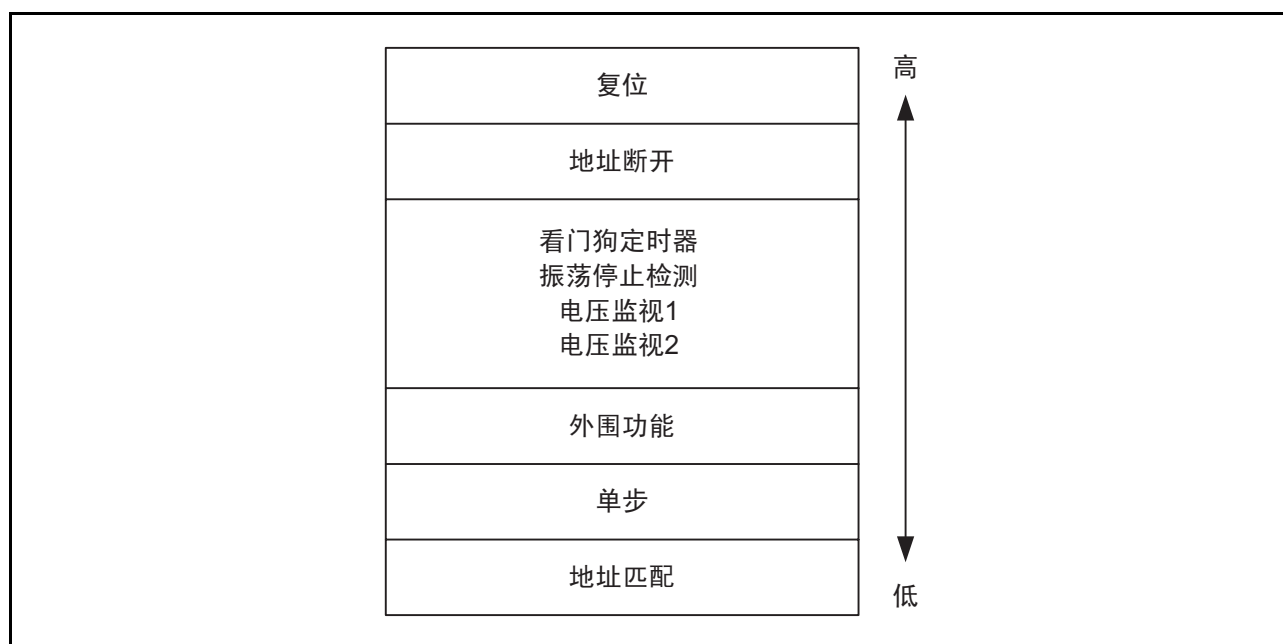 复位
高
地址断开
看门狗定时器
振荡停止检测
电压监视1
电压监视2
外围功能
单步
地址匹配
低